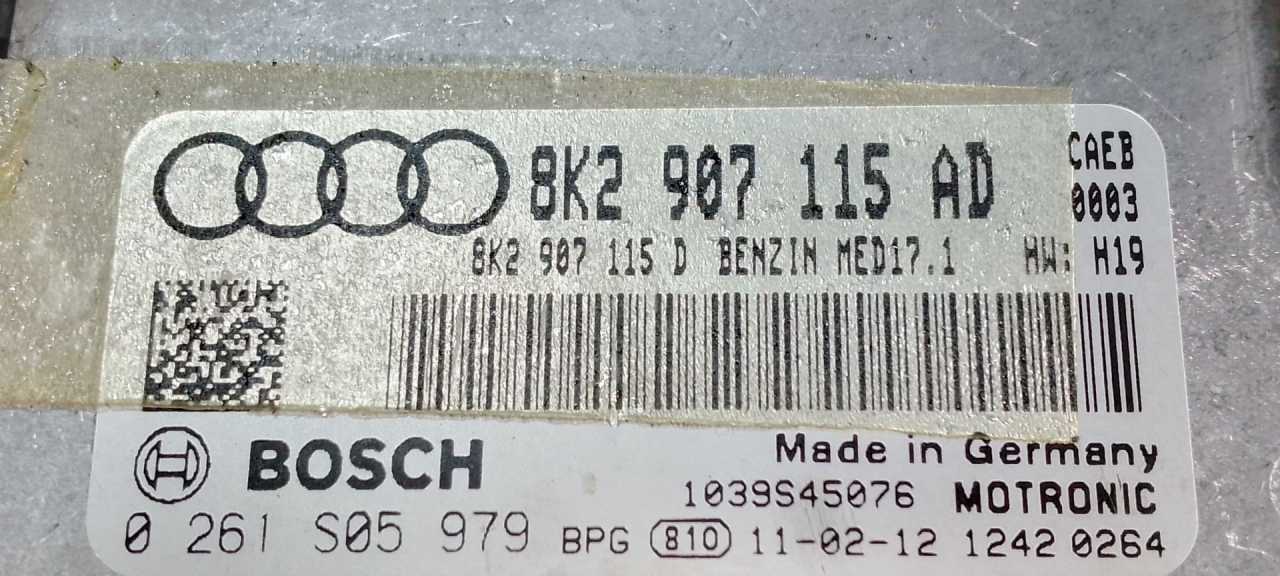 8K2 907 115 AD CAEB
0003
8K2 907 115 D BENZIN MED17.1 HW: H19
BOSCH
Made in Germany
1039S45076 MOTRONIC
0 261 S05 979 BPG 810 11-02-12 1242 0264